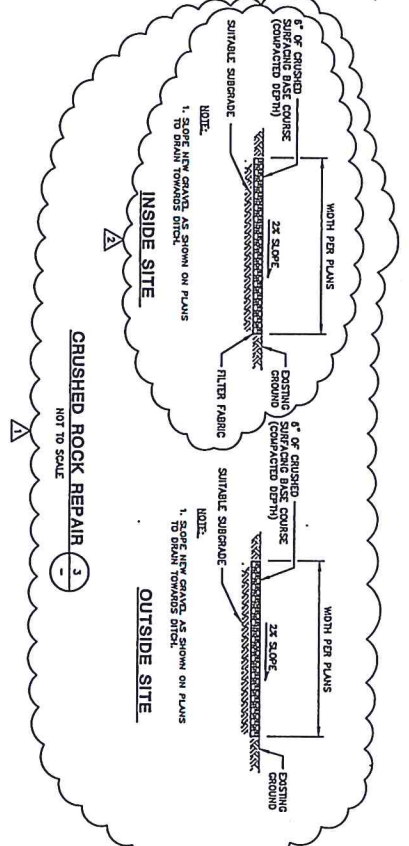 6" OF CRUSHED
SURFACING BASE COURSE
(COMPACTED DEPTH)
WIDTH PER PLANS
2% SLOPE
EXISTING
GROUND
SUITABLE SUBGRADE
FILTER FABRIC
NOTE:
1. SLOPE NEW GRAVEL AS SHOWN ON PLANS
TO DRAIN TOWARDS DITCH.
INSIDE SITE
2
6" OF CRUSHED
SURFACING BASE COURSE
(COMPACTED DEPTH)
WIDTH PER PLANS
2% SLOPE
EXISTING
GROUND
SUITABLE SUBGRADE
NOTE:
1. SLOPE NEW GRAVEL AS SHOWN ON PLANS
TO DRAIN TOWARDS DITCH.
OUTSIDE SITE
CRUSHED ROCK REPAIR
NOT TO SCALE
3
-
1